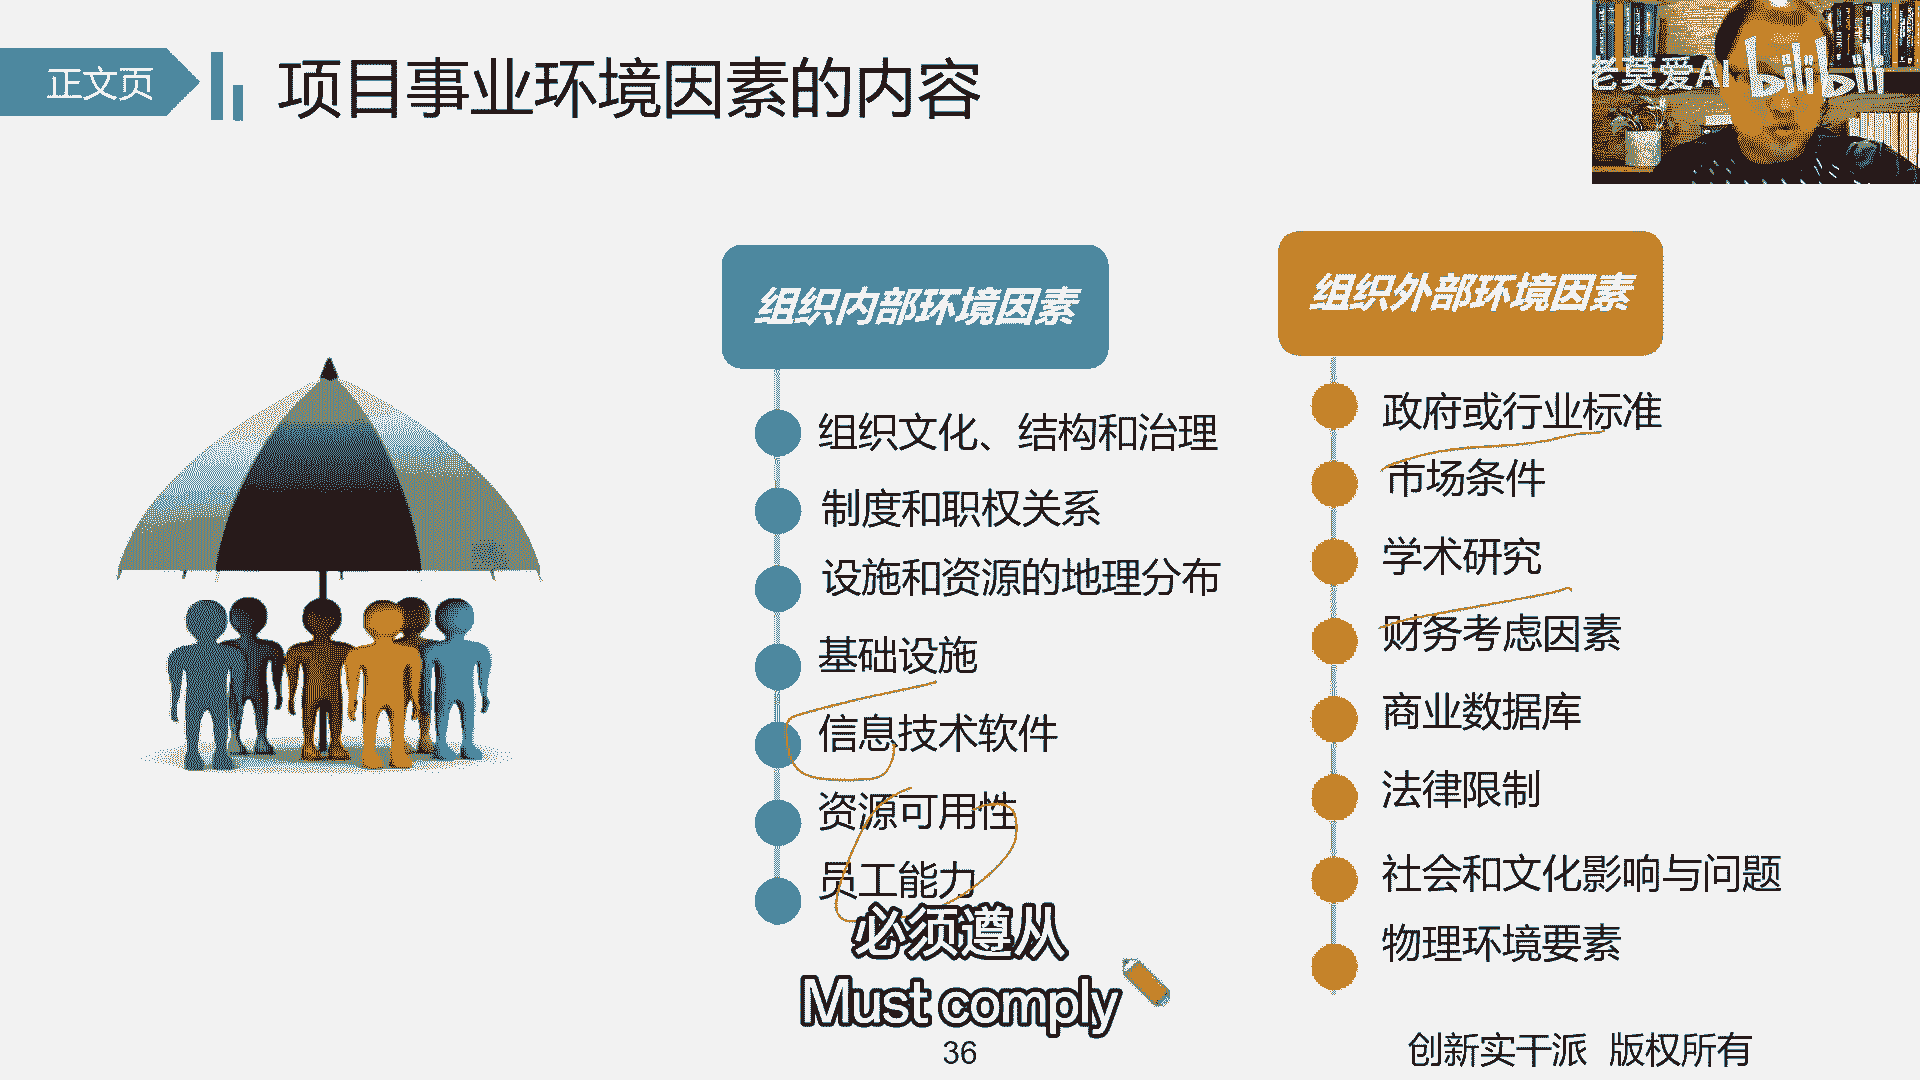 正文页
项目事业环境因素的内容
老莫爱AI bilibili
组织内部环境因素
组织文化、结构和治理
制度和职权关系
设施和资源的地理分布
基础设施
信息技术软件
资源可用性
员工能力
组织外部环境因素
政府或行业标准
市场条件
学术研究
财务考虑因素
商业数据库
法律限制
社会和文化影响与问题
物理环境要素
必须遵从
Must comply
36
创新实干派 版权所有